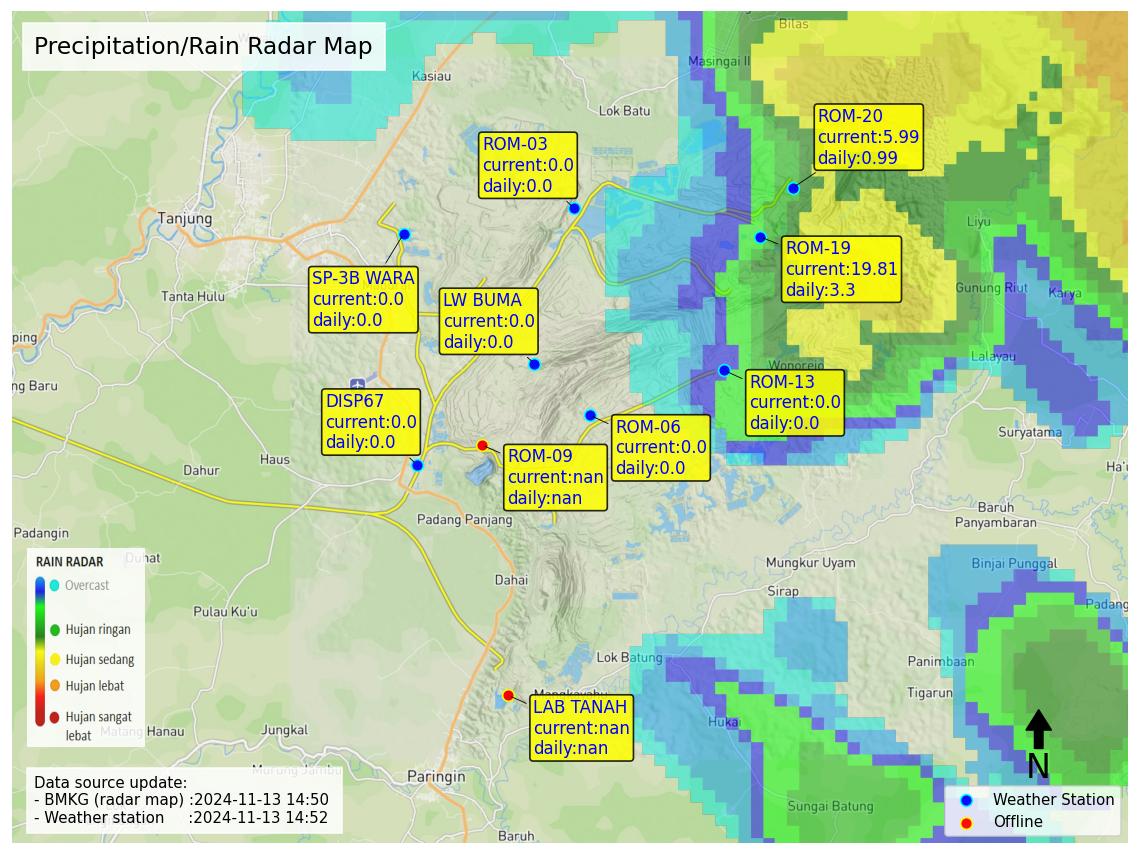 Precipitation/Rain Radar Map
Bilas
Masingai II
Kasiau
Lok Batu
ROM-20
current:5.99
daily:0.99
ROM-03
current:0.0
daily:0.0
Tanjung
Liyu
ROM-19
current:19.81
daily:3.3
SP-3B WARA
current:0.0
daily:0.0
LW BUMA
current:0.0
daily:0.0
Tanta Hulu
Gunung Riut
Karya
ping
Lalayau
Wonorejo
ng Baru
ROM-13
current:0.0
daily:0.0
DISP67
current:0.0
daily:0.0
ROM-06
current:0.0
daily:0.0
Suryatama
ROM-09
current:nan
daily:nan
Haus
Dahur
Ha'u
Padang Panjang
Baruh
Panyambaran
Padangin
Duhat
Mungkur Uyam
Binjai Punggal
Dahai
Sirap
Padang
Pulau Ku'u
RAIN RADAR
Overcast
Hujan ringan
Hujan sedang
Hujan lebat
Hujan sangat
lebat
Lok Batung
Panimbaan
Tigarun
Mangkayahu
LAB TANAH
current:nan
daily:nan
Hukai
Matang Hanau
Jungkal
Murung Jambu
Paringin
N
Sungai Batung
Baruh
Data source update:
- BMKG (radar map) :2024-11-13 14:50
- Weather station :2024-11-13 14:52
Weather Station
Offline